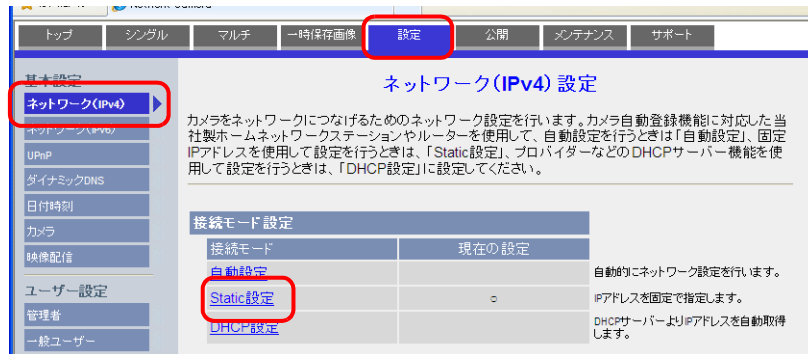 トップ シングル マルチ 一時保存画像 設定 公開 メンテナンス サポート
基本設定
ネットワーク(IPv4)
ネットワーク(IPv6)
UPnP
ダイナミックDNS
日付時刻
カメラ
映像配信
ユーザー設定
管理者
一般ユーザー
ネットワーク(IPv4) 設定
カメラをネットワークにつなげるためのネットワーク設定を行います。カメラ自動登録機能に対応した当
社製ホームネットワークステーションやルーターを使用して、自動設定を行うときは「自動設定」、固定
IPアドレスを使用して設定を行うときは、「Static設定」、プロバイダーなどのDHCPサーバー機能を使
用して設定を行うときは、「DHCP設定」に設定してください。
接続モード設定
接続モード 現在の設定
自動設定 自動的にネットワーク設定を行います。
Static設定 ○ IPアドレスを固定で指定します。
DHCP設定 DHCPサーバーよりIPアドレスを自動取得
します。